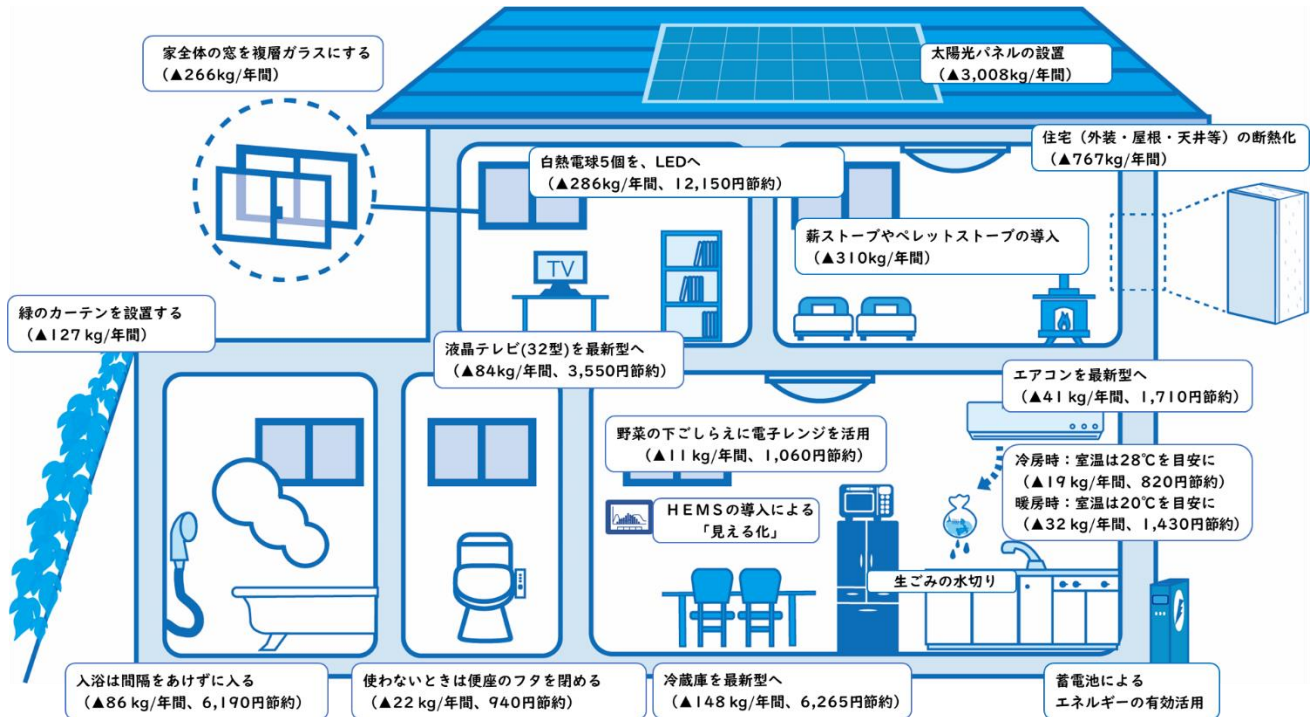 家全体の窓を複層ガラスにする
(▲266kg/年間)
太陽光パネルの設置
(▲3,008kg/年間)
住宅（外装・屋根・天井等）の断熱化
(▲767kg/年間)
白熱電球5個を、LEDへ
(▲286kg/年間、12,150円節約)
薪ストーブやペレットストーブの導入
(▲310kg/年間)
TV
緑のカーテンを設置する
(▲127kg/年間)
液晶テレビ(32型)を最新型へ
(▲84kg/年間、3,550円節約)
エアコンを最新型へ
(▲41kg/年間、1,710円節約)
野菜の下ごしらえに電子レンジを活用
(▲11kg/年間、1,060円節約)
冷房時：室温は28℃を目安に
(▲19kg/年間、820円節約)
暖房時：室温は20℃を目安に
(▲32kg/年間、1,430円節約)
HEMSの導入による
「見える化」
生ごみの水切り
入浴は間隔をあけずに入る
(▲86kg/年間、6,190円節約)
使わないときは便座のフタを閉める
(▲22kg/年間、940円節約)
冷蔵庫を最新型へ
(▲148kg/年間、6,265円節約)
蓄電池による
エネルギーの有効活用